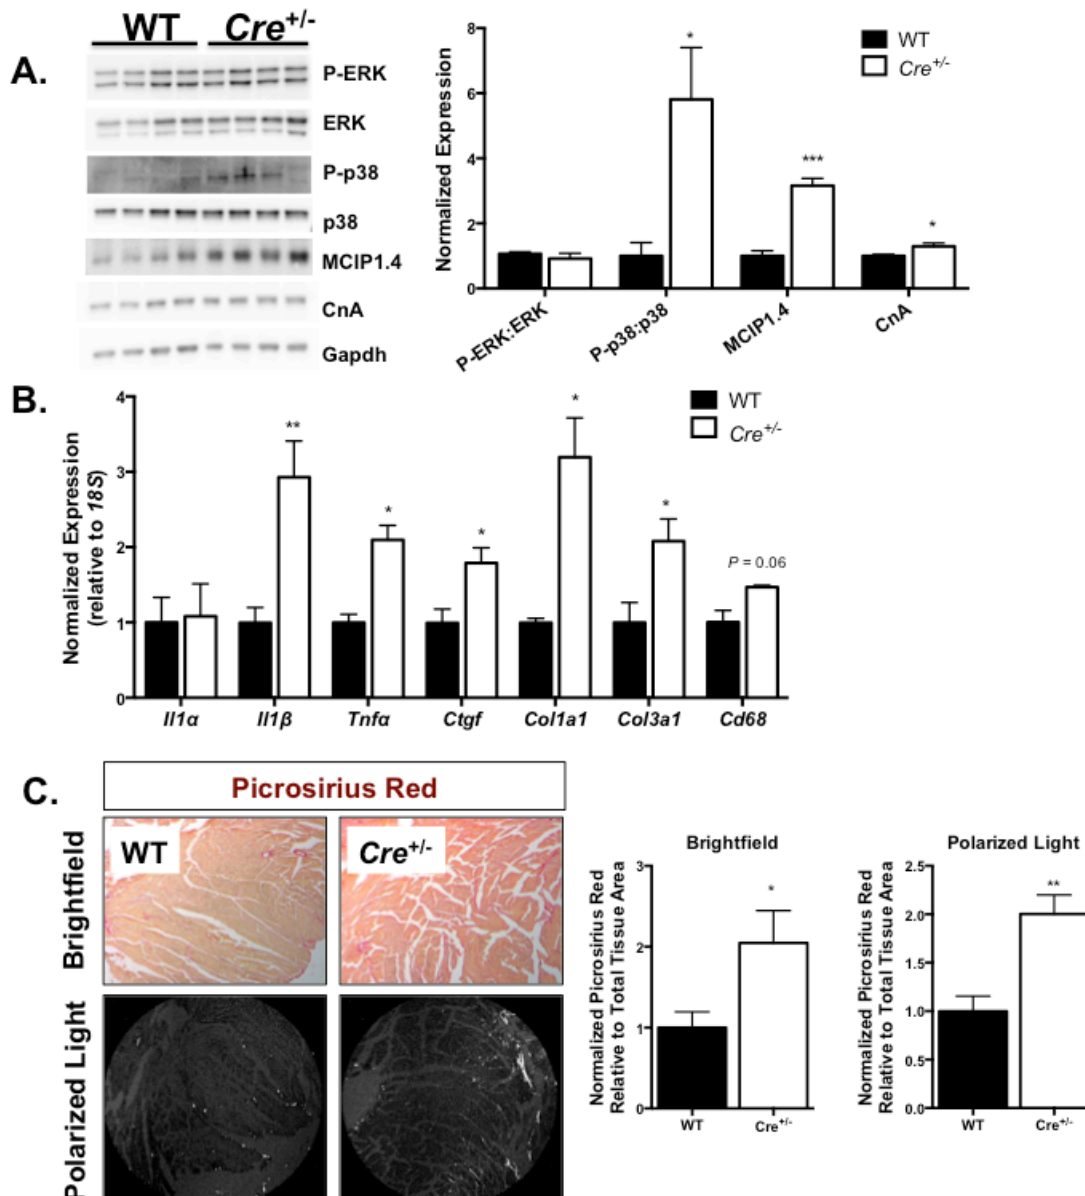 WT Cre+/-
A.
P-ERK
ERK
P-p38
p38
MCIP1.4
CnA
Gapdh
Normalized Expression
8
6
4
2
0
*
***
*
WT
Cre+/-
P-ERK:ERK
P-p38:p38
MCIP1.4
CnA
B.
Normalized Expression
(relative to 18S)
4
3
2
1
0
**
*
*
*
*
P = 0.06
WT
Cre+/-
Il1α Il1β Tnfα Ctgf Col1a1 Col3a1 Cd68
C.
Picrosirius Red
Brightfield
WT
Cre+/-
Polarized Light
Brightfield
Normalized Picrosirius Red
Relative to Total Tissue Area
3
2
1
0
*
WT Cre+/-
Polarized Light
Normalized Picrosirius Red
Relative to Total Tissue Area
2.5
2.0
1.5
1.0
0.5
0.0
**
WT Cre+/-